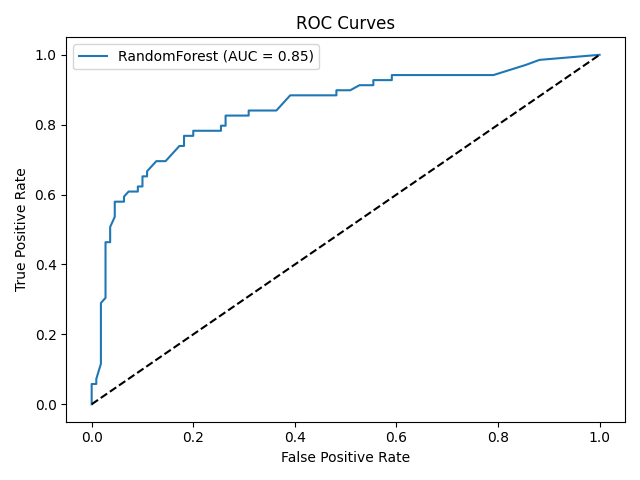 ROC Curves
RandomForest (AUC = 0.85)
True Positive Rate
1.0
0.8
0.6
0.4
0.2
0.0
0.0 0.2 0.4 0.6 0.8 1.0
False Positive Rate